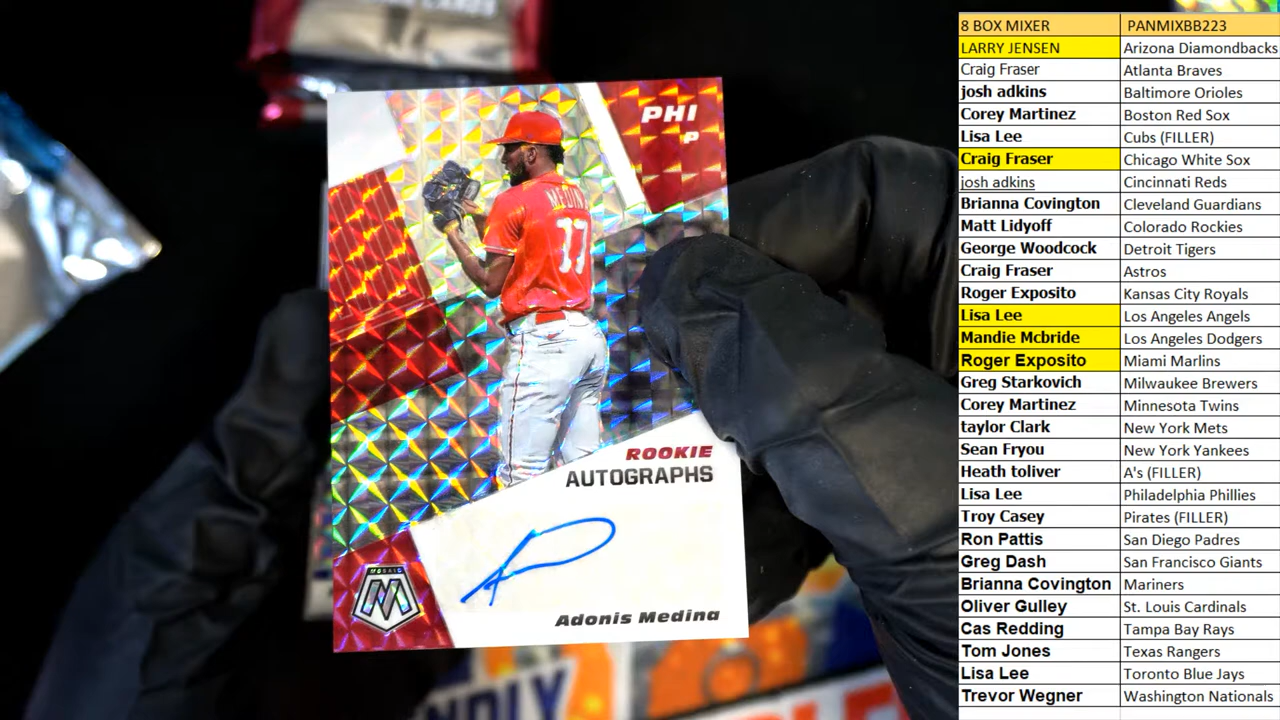 PHI
P
MEDINA
37
ROOKIE
AUTOGRAPHS
MOSAIC
M
Adonis Medina
8 BOX MIXER PANMIXBB223
LARRY JENSEN Arizona Diamondbacks
Craig Fraser Atlanta Braves
josh adkins Baltimore Orioles
Corey Martinez Boston Red Sox
Lisa Lee Cubs (FILLER)
Craig Fraser Chicago White Sox
josh adkins Cincinnati Reds
Brianna Covington Cleveland Guardians
Matt Lidyoff Colorado Rockies
George Woodcock Detroit Tigers
Craig Fraser Astros
Roger Exposito Kansas City Royals
Lisa Lee Los Angeles Angels
Mandie Mcbride Los Angeles Dodgers
Roger Exposito Miami Marlins
Greg Starkovich Milwaukee Brewers
Corey Martinez Minnesota Twins
taylor Clark New York Mets
Sean Fryou New York Yankees
Heath toliver A's (FILLER)
Lisa Lee Philadelphia Phillies
Troy Casey Pirates (FILLER)
Ron Pattis San Diego Padres
Greg Dash San Francisco Giants
Brianna Covington Mariners
Oliver Gulley St. Louis Cardinals
Cas Redding Tampa Bay Rays
Tom Jones Texas Rangers
Lisa Lee Toronto Blue Jays
Trevor Wegner Washington Nationals